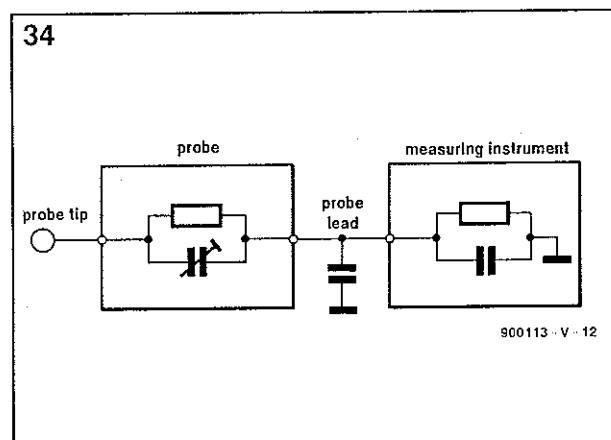 34
probe
measuring instrument
probe tip
probe
lead
900113 - V - 12